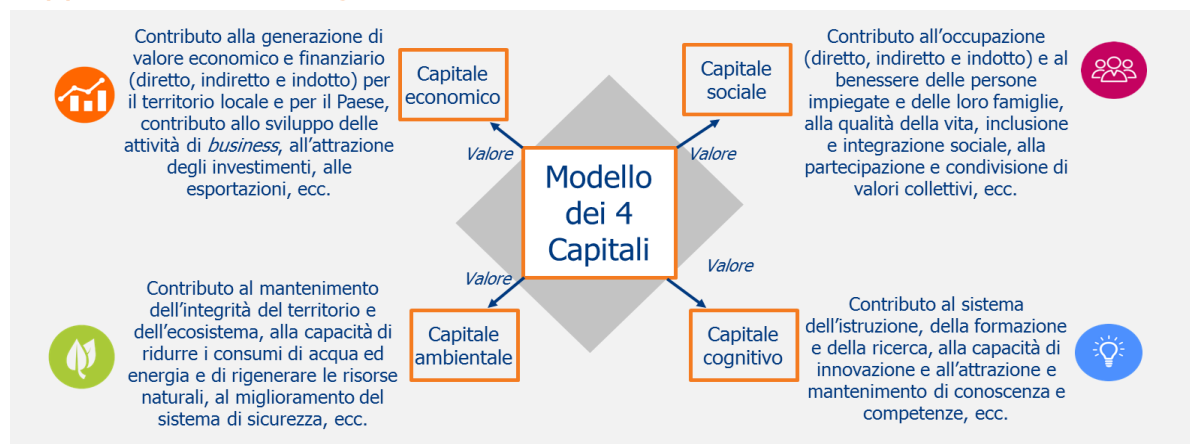 Contributo alla generazione di
valore economico e finanziario
(diretto, indiretto e indotto) per
il territorio locale e per il Paese,
contributo allo sviluppo delle
attività di business, all'attrazione
degli investimenti, alle
esportazioni, ecc.
Capitale
economico
Valore
Capitale
sociale
Valore
Contributo all'occupazione
(diretto, indiretto e indotto) e al
benessere delle persone
impiegate e delle loro famiglie,
alla qualità della vita, inclusione
e integrazione sociale, alla
partecipazione e condivisione di
valori collettivi, ecc.
Modello
dei 4
Capitali
Contributo al mantenimento
dell'integrità del territorio e
dell'ecosistema, alla capacità di
ridurre i consumi di acqua ed
energia e di rigenerare le risorse
naturali, al miglioramento del
sistema di sicurezza, ecc.
Valore
Capitale
ambientale
Valore
Capitale
cognitivo
Contributo al sistema
dell'istruzione, della formazione
e della ricerca, alla capacità di
innovazione e all'attrazione e
mantenimento di conoscenza e
competenze, ecc.